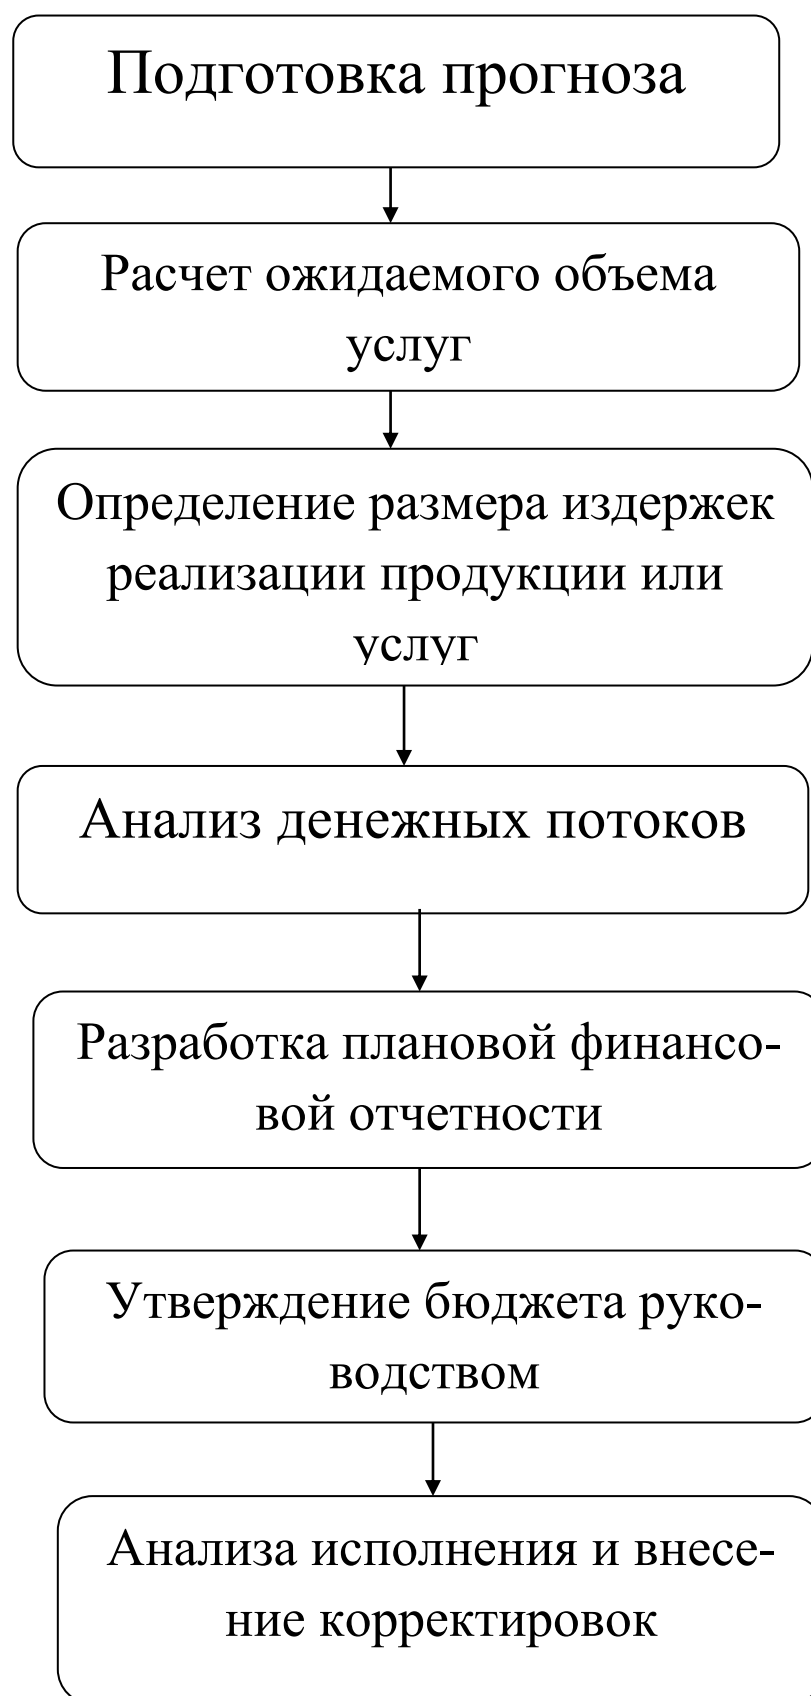 Подготовка прогноза
Расчет ожидаемого объема
услуг
Определение размера издержек
реализации продукции или
услуг
Анализ денежных потоков
Разработка плановой финансо-
вой отчетности
Утверждение бюджета руко-
водством
Анализа исполнения и внесе-
ние корректировок